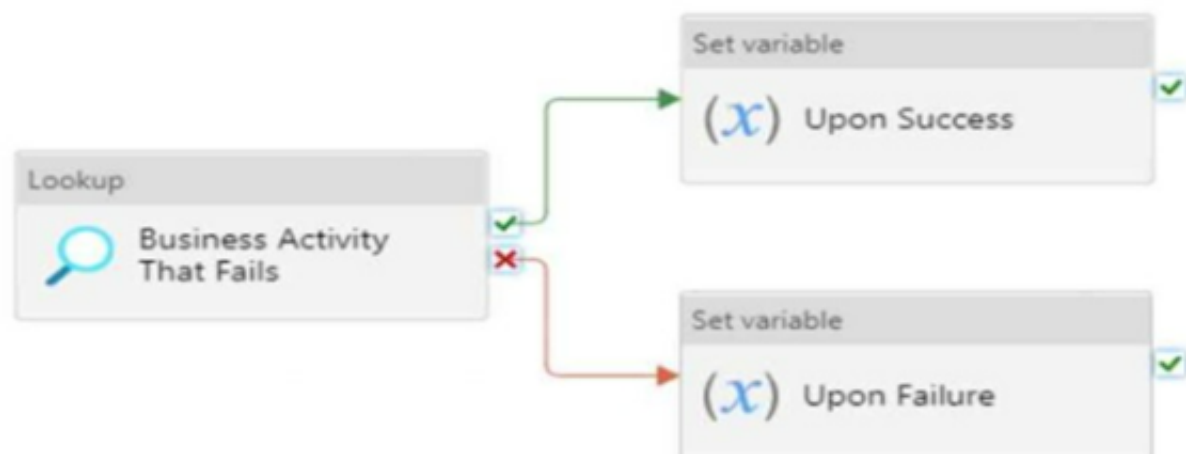 Set variable
(x) Upon Success
Lookup
Business Activity
That Fails
Set variable
(x) Upon Failure